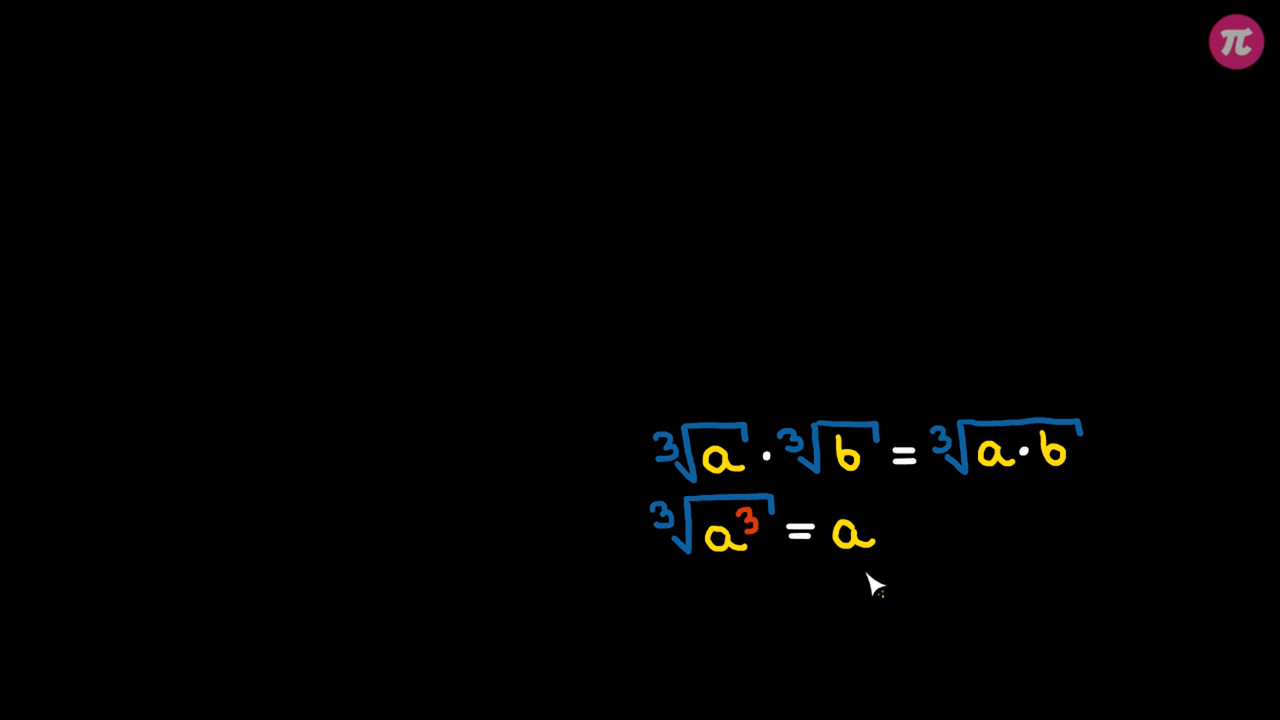 π
∛a · ∛b = ∛(a·b)
∛(a³) = a